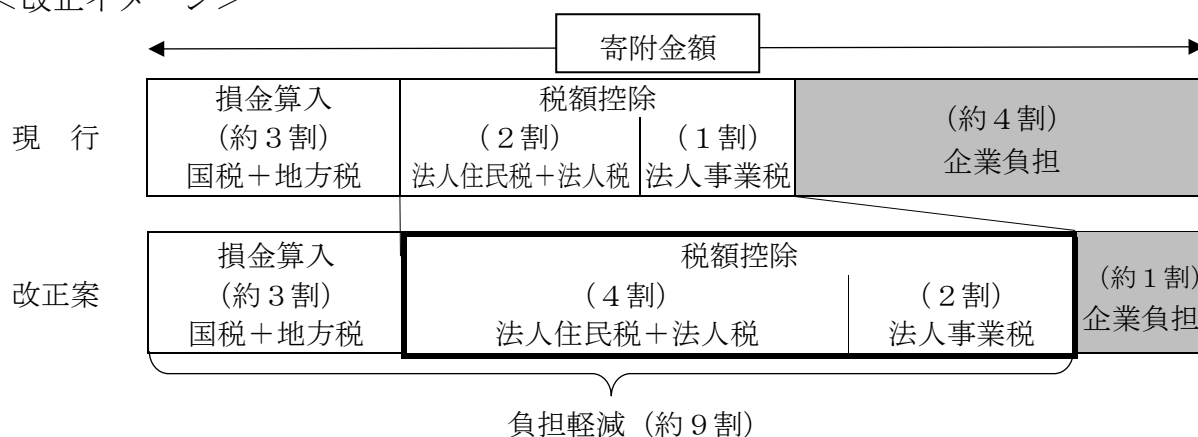 ＜改正イメージ＞
寄附金額
現　行
損金算入
（約３割）
国税＋地方税
税額控除
（２割）
法人住民税＋法人税
（１割）
法人事業税
（約４割）
企業負担
改正案
損金算入
（約３割）
国税＋地方税
税額控除
（４割）
法人住民税＋法人税
（２割）
法人事業税
（約１割）
企業負担
負担軽減（約９割）